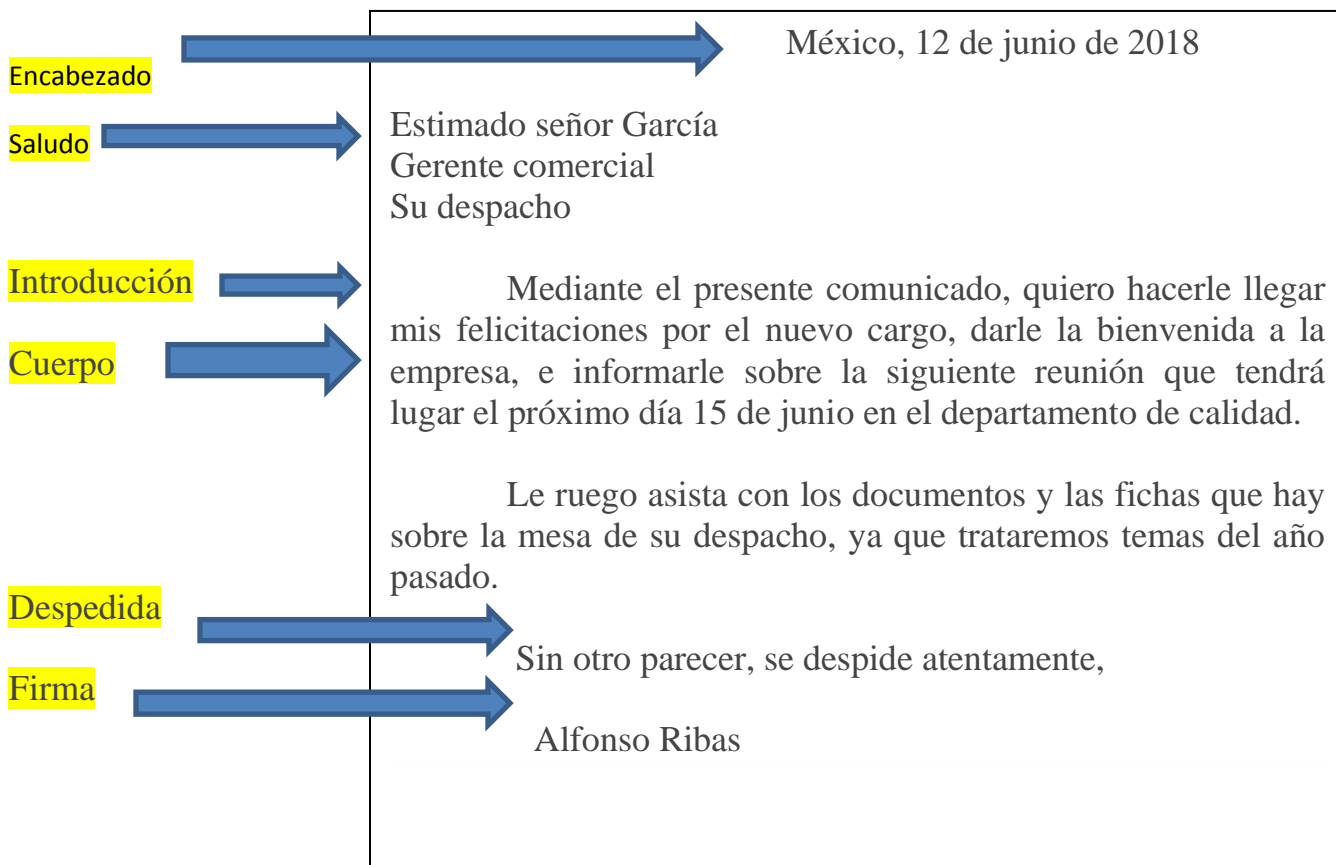 México, 12 de junio de 2018
Encabezado
Saludo
Estimado señor García
Gerente comercial
Su despacho
Introducción
Mediante el presente comunicado, quiero hacerle llegar
mis felicitaciones por el nuevo cargo, darle la bienvenida a la
Cuerpo
empresa, e informarle sobre la siguiente reunión que tendrá
lugar el próximo día 15 de junio en el departamento de calidad.
Le ruego asista con los documentos y las fichas que hay
sobre la mesa de su despacho, ya que trataremos temas del año
pasado.
Despedida
Sin otro parecer, se despide atentamente,
Firma
Alfonso Ribas